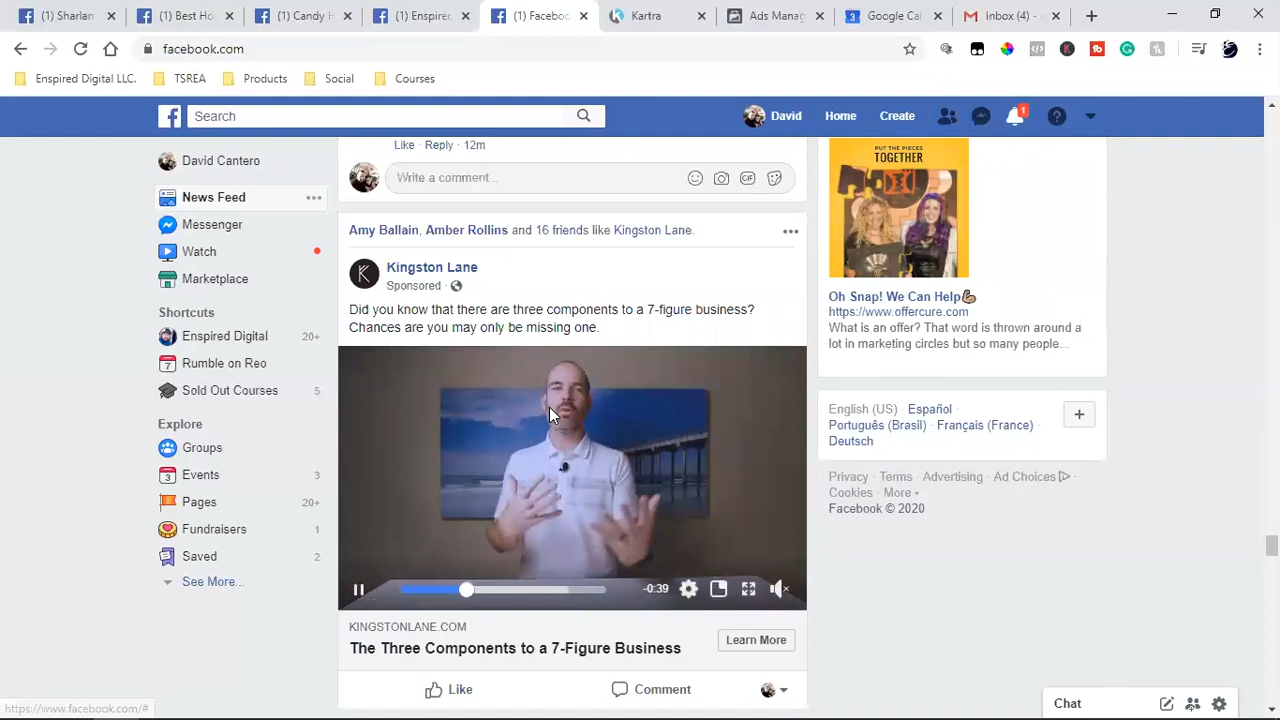 (1) Sharlan
(1) Best Ho
(1) Candy H
(1) Enspired
(1) Faceboo
Kartra
Ads Manag
Google Cal
Inbox (4) -
facebook.com
Enspired Digital LLC.
TSREA
Products
Social
Courses
Search
David
Home
Create
1
David Cantero
News Feed
Messenger
Watch
Marketplace
Shortcuts
Enspired Digital 20+
Rumble on Reo
Sold Out Courses 5
Explore
Groups
Events 3
Pages 20+
Fundraisers 1
Saved 2
See More...
https://www.facebook.com/#
Like · Reply · 12m
Write a comment...
GIF
Amy Ballain, Amber Rollins and 16 friends like Kingston Lane.
Kingston Lane
Sponsored ·
Did you know that there are three components to a 7-figure business?
Chances are you may only be missing one.
-0:39
KINGSTONLANE.COM
The Three Components to a 7-Figure Business
Learn More
Like
Comment
PUT THE PIECES
TOGETHER
Oh Snap! We Can Help💪🏽
https://www.offercure.com
What is an offer? That word is thrown around a
lot in marketing circles but so many people...
English (US) · Español ·
Português (Brasil) · Français (France) ·
Deutsch
Privacy · Terms · Advertising · Ad Choices ·
Cookies · More
Facebook © 2020
Chat